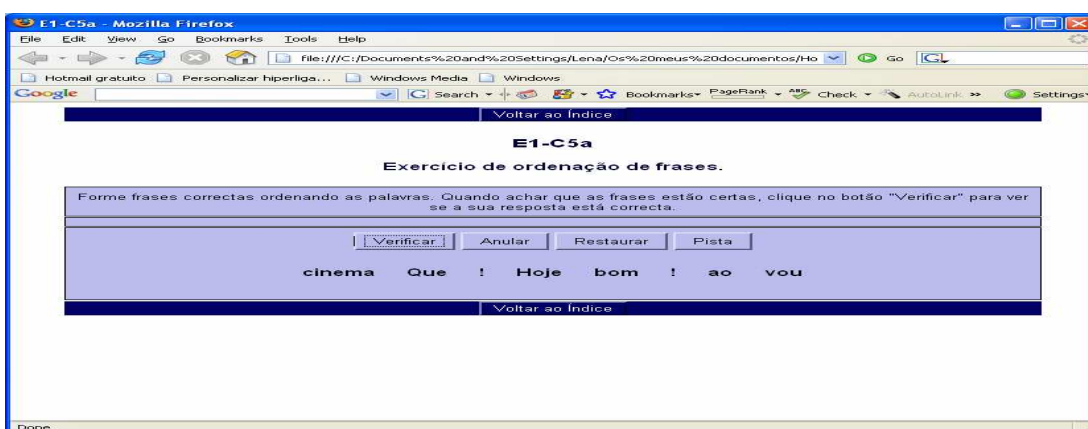 E1-C5a - Mozilla Firefox
File Edit View Go Bookmarks Tools Help
file:///C:/Documents%20and%20Settings/Lena/Os%20meus%20documentos/Ho Go G
Hotmail gratuito Personalizar hiperliga... Windows Media Windows
Google G Search Bookmarks PageRank ABC Check AutoLink Settings
Voltar ao Índice
E1-C5a
Exercício de ordenação de frases.
Forme frases correctas ordenando as palavras. Quando achar que as frases estão certas, clique no botão "Verificar" para ver
se a sua resposta está correcta.
Verificar Anular Restaurar Pista
cinema Que ! Hoje bom ! ao vou
Voltar ao Índice
Done